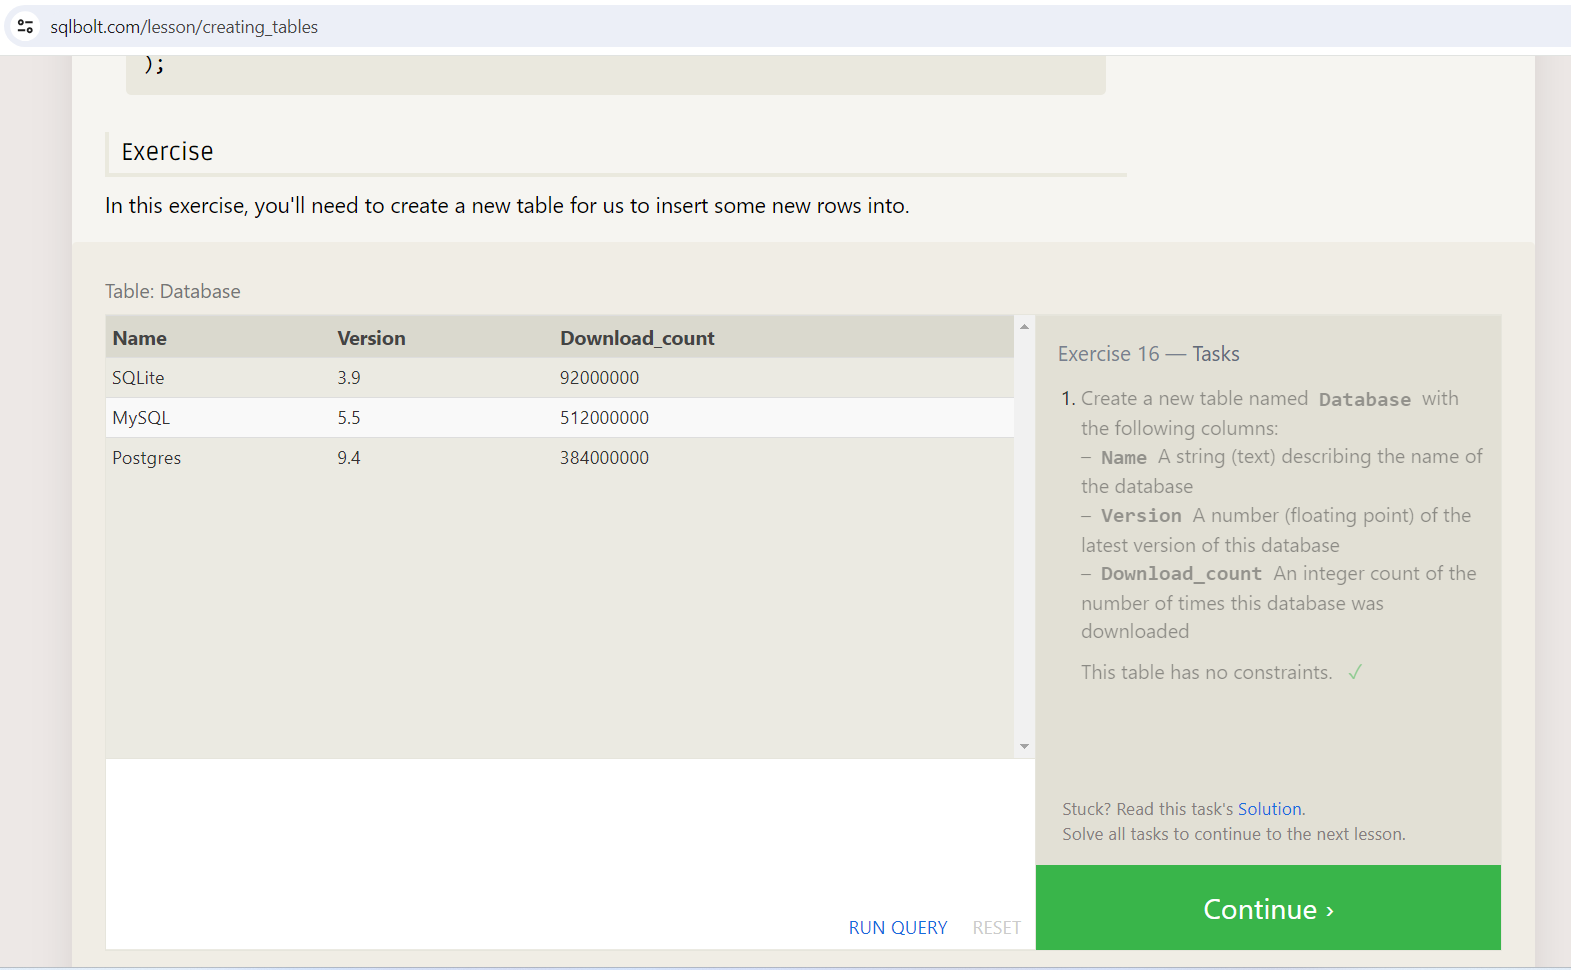 sqlbolt.com/lesson/creating_tables
);
Exercise
In this exercise, you'll need to create a new table for us to insert some new rows into.
Table: Database
Name Version Download_count
SQLite 3.9 92000000
MySQL 5.5 512000000
Postgres 9.4 384000000
RUN QUERY RESET
Exercise 16 — Tasks
1. Create a new table named Database with
the following columns:
– Name A string (text) describing the name of
the database
– Version A number (floating point) of the
latest version of this database
– Download_count An integer count of the
number of times this database was
downloaded
This table has no constraints. ✓
Stuck? Read this task's Solution.
Solve all tasks to continue to the next lesson.
Continue ›